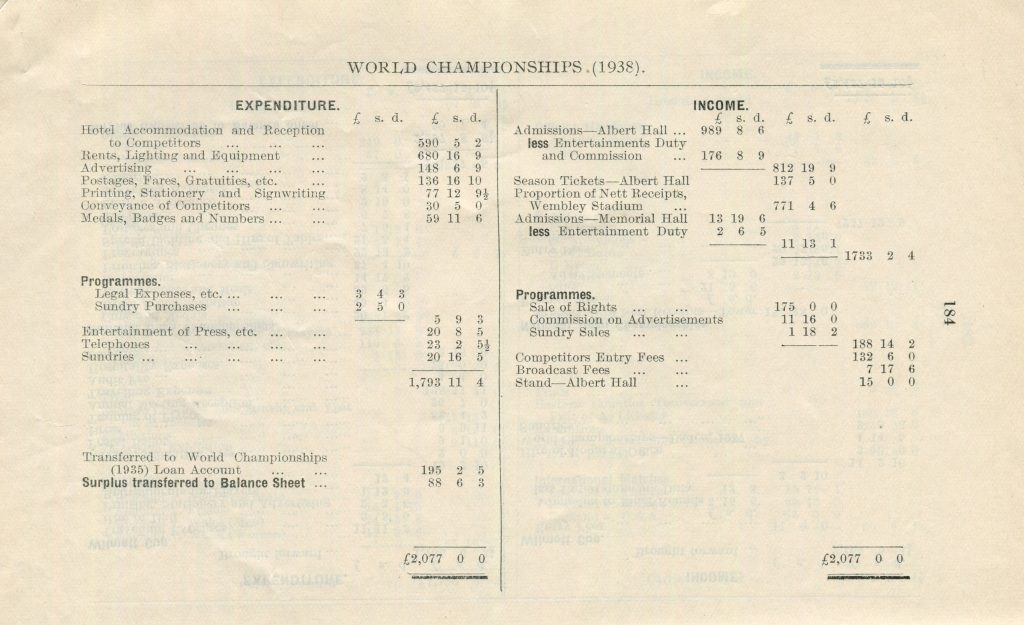 WORLD CHAMPIONSHIPS (1938).
EXPENDITURE.
£ s. d. £ s. d.
Hotel Accommodation and Reception
to Competitors ... ... ... 590 5 2
Rents, Lighting and Equipment ... 680 16 9
Advertising ... ... ... ... 148 6 9
Postages, Fares, Gratuities, etc. ... 136 16 10
Printing, Stationery and Signwriting 77 12 9½
Conveyance of Competitors ... ... 30 5 0
Medals, Badges and Numbers ... ... 59 11 6
Programmes.
Legal Expenses, etc. ... ... ... 3 4 3
Sundry Purchases ... ... ... 2 5 0
5 9 3
Entertainment of Press, etc. ... ... 20 8 5
Telephones ... ... ... ... 23 2 5½
Sundries ... ... ... ... ... 20 16 5
1,793 11 4
Transferred to World Championships
(1935) Loan Account ... ... 195 2 5
Surplus transferred to Balance Sheet ... 88 6 3
£2,077 0 0
INCOME.
£ s. d. £ s. d. £ s. d.
Admissions—Albert Hall ... 989 8 6
less Entertainments Duty
and Commission ... 176 8 9
812 19 9
Season Tickets—Albert Hall 137 5 0
Proportion of Nett Receipts,
Wembley Stadium ... ... 771 4 6
Admissions—Memorial Hall 13 19 6
less Entertainment Duty 2 6 5
11 13 1
1733 2 4
Programmes.
Sale of Rights ... ... 175 0 0
Commission on Advertisements 11 16 0
Sundry Sales ... ... 1 18 2
188 14 2
Competitors Entry Fees ... 132 6 0
Broadcast Fees ... ... 7 17 6
Stand—Albert Hall ... 15 0 0
£2,077 0 0
184